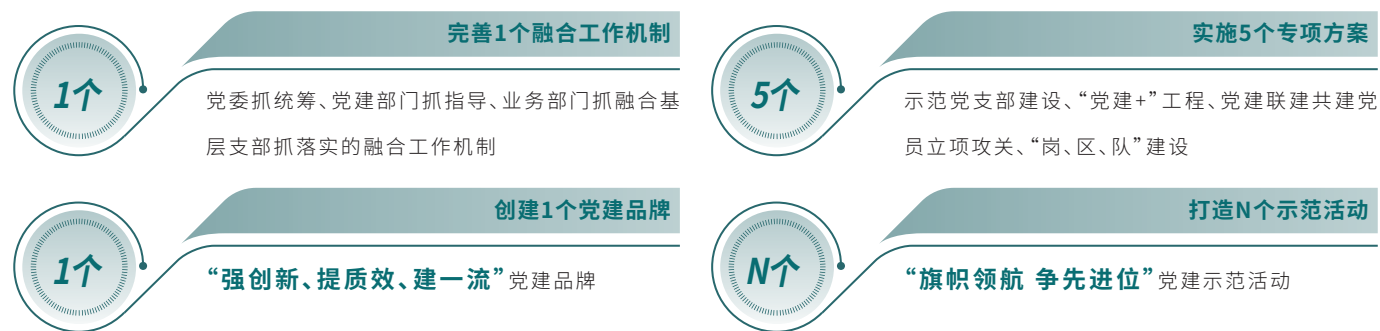 1个
完善1个融合工作机制
党委抓统筹、党建部门抓指导、业务部门抓融合基
层支部抓落实的融合工作机制
5个
实施5个专项方案
示范党支部建设、“党建+”工程、党建联建共建党
员立项攻关、“岗、区、队”建设
1个
创建1个党建品牌
“强创新、提质效、建一流”党建品牌
N个
打造N个示范活动
“旗帜领航 争先进位”党建示范活动